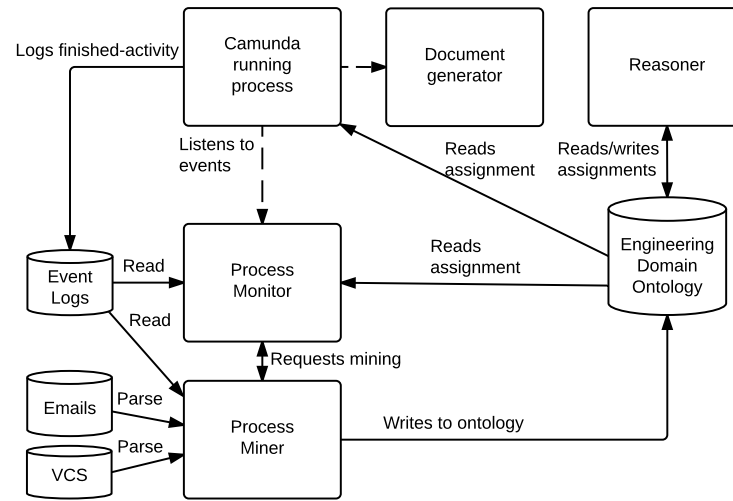 Logs finished-activity
Camunda
running
process
Document
generator
Reasoner
Listens to
events
Reads
assignment
Reads/writes
assignments
Event
Logs
Read
Process
Monitor
Reads
assignment
Engineering
Domain
Ontology
Read
Requests mining
Emails
Parse
Process
Miner
Writes to ontology
Parse
VCS